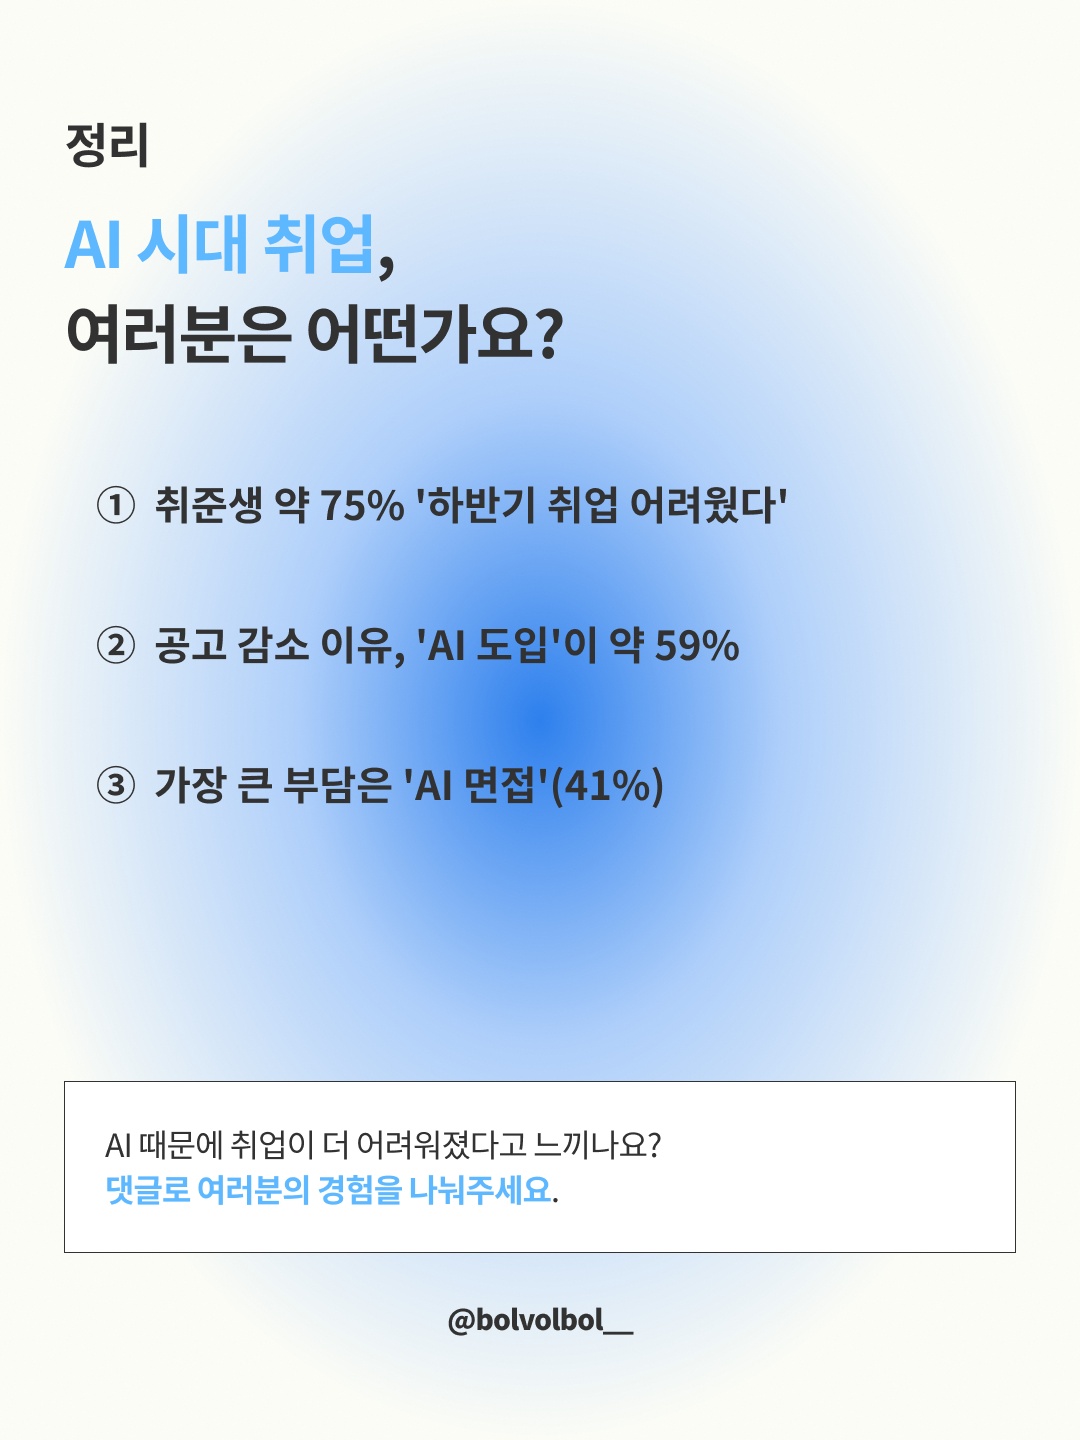 정리
AI 시대 취업,
여러분은 어떤가요?
① 취준생 약 75% '하반기 취업 어려웠다'
② 공고 감소 이유, 'AI 도입'이 약 59%
③ 가장 큰 부담은 'AI 면접'(41%)
AI 때문에 취업이 더 어려워졌다고 느끼나요?
댓글로 여러분의 경험을 나눠주세요.
@bolvolbol__